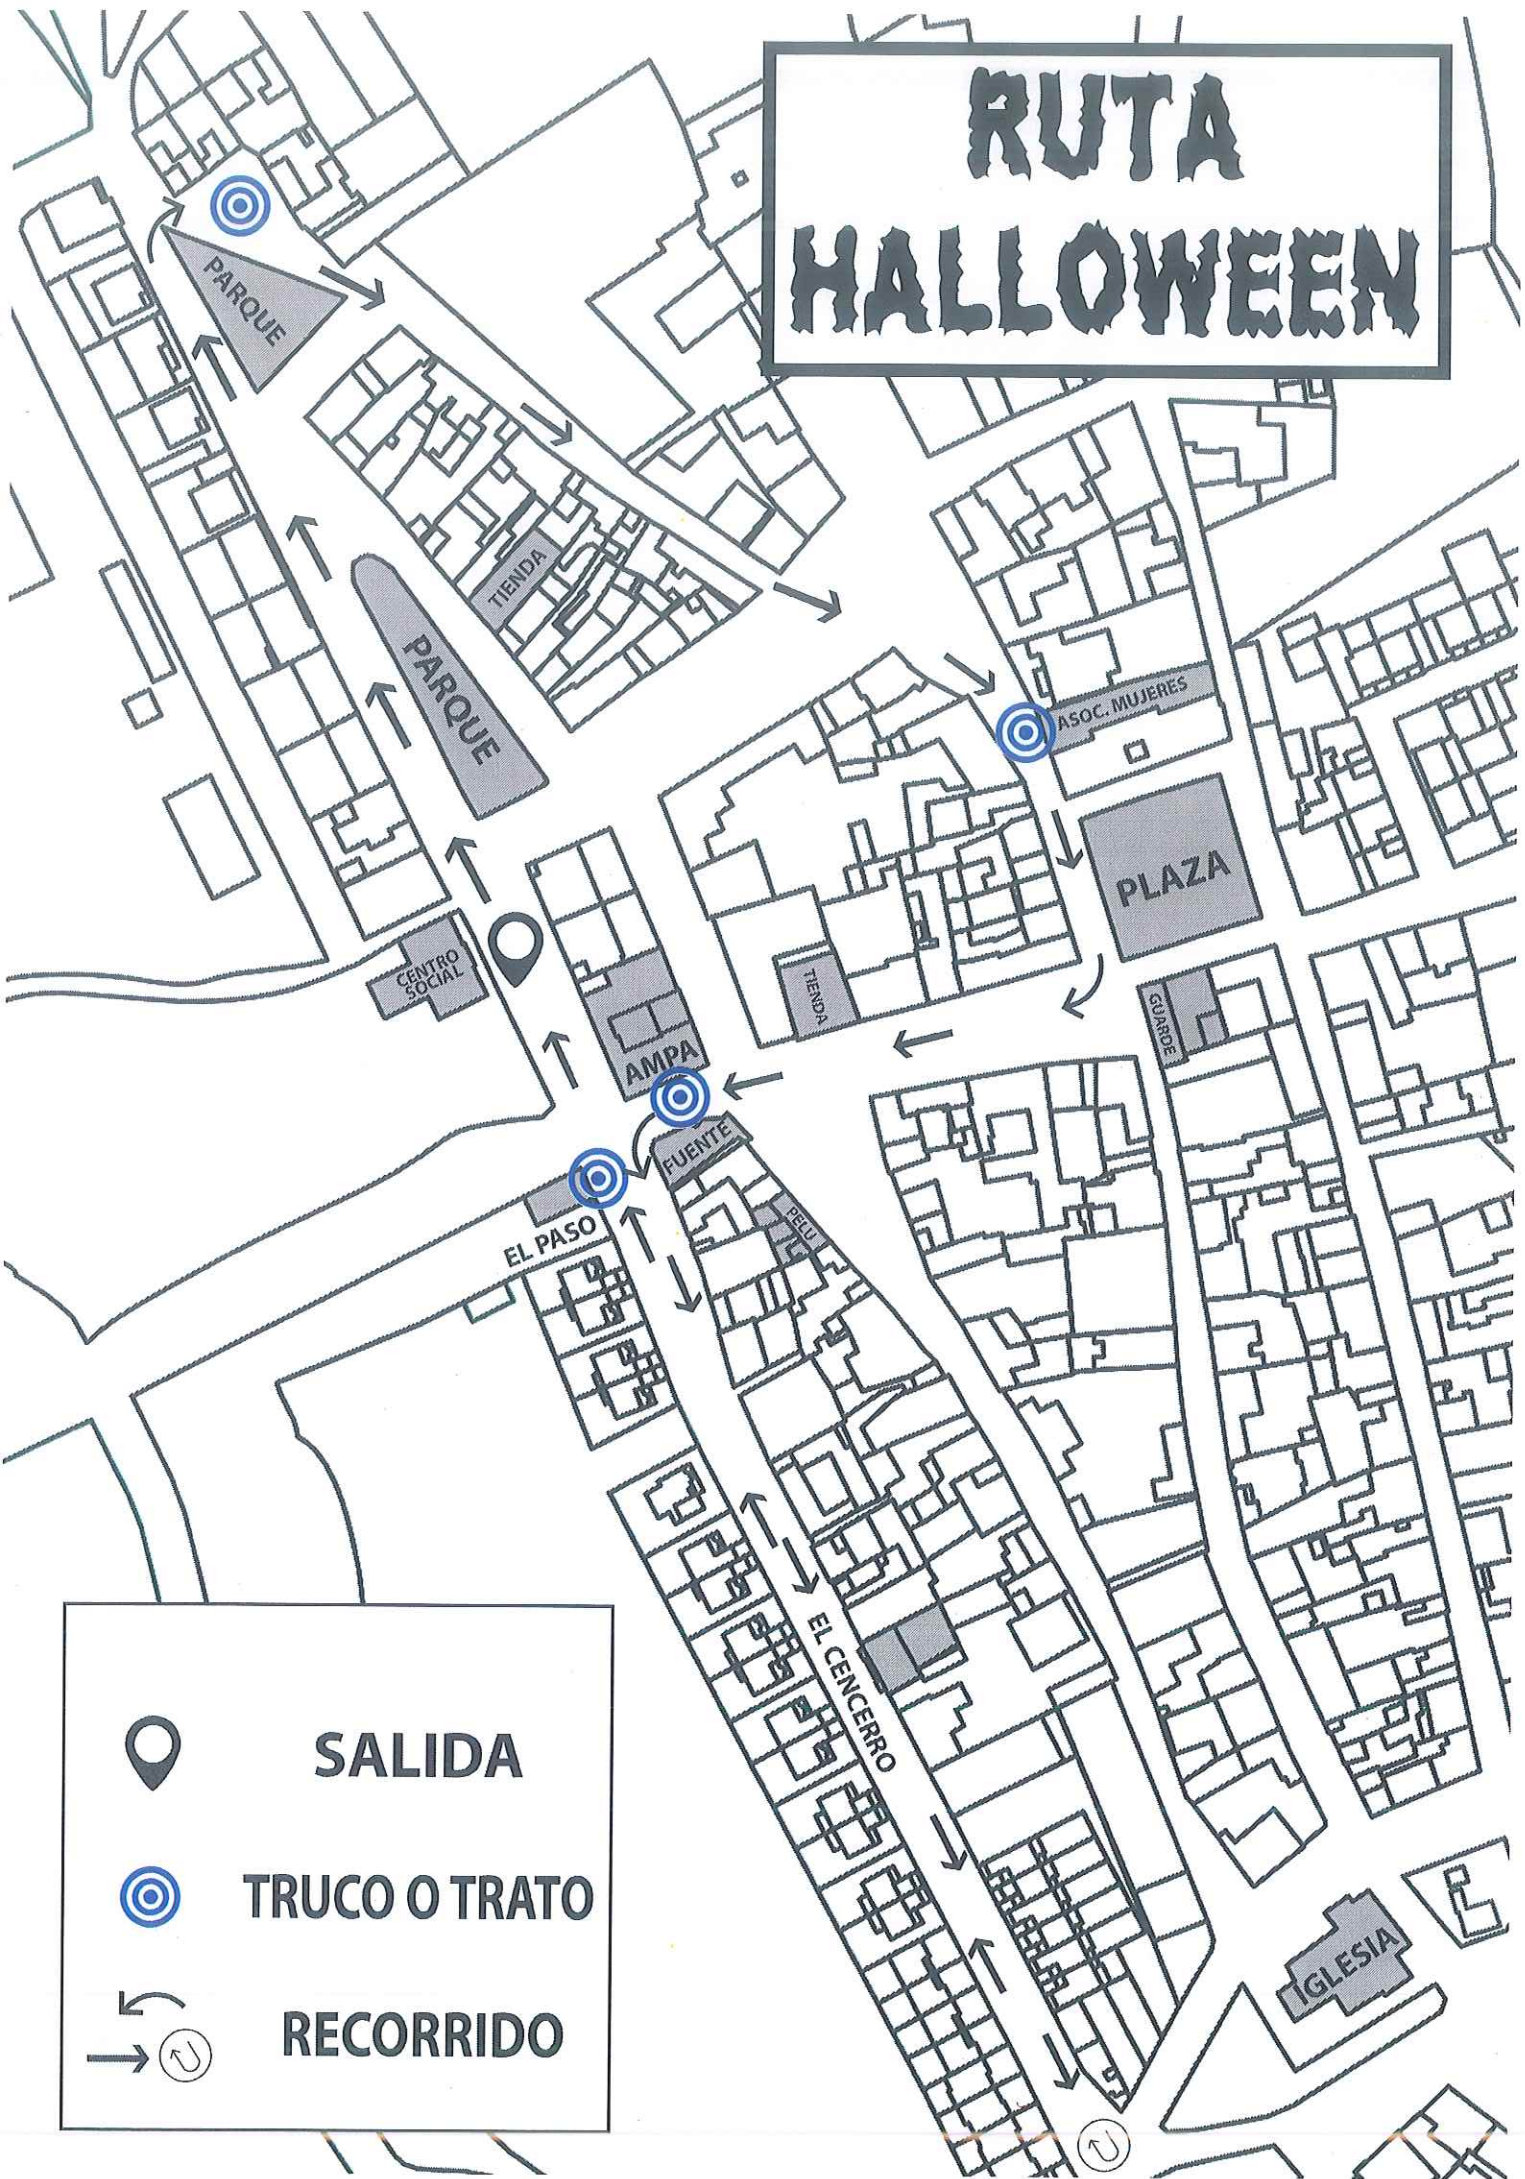 RUTA
HALLOWEEN
PARQUE
TIENDA
PARQUE
ASOC. MUJERES
PLAZA
CENTRO
SOCIAL
TIENDA
GUARDE
AMPA
FUENTE
PELU
EL PASO
EL CENCERRO
IGLESIA
SALIDA
TRUCO O TRATO
RECORRIDO